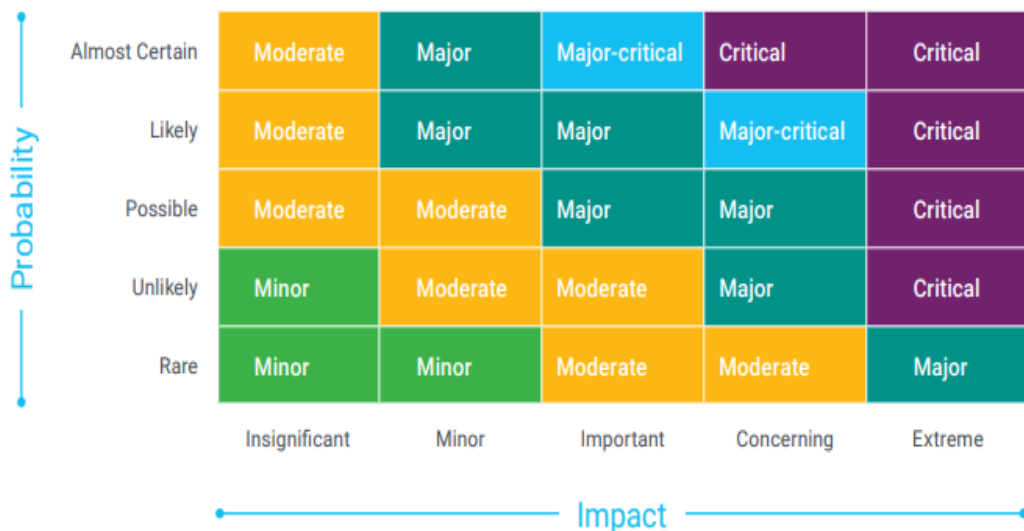 Probability
Almost Certain Moderate Major Major-critical Critical Critical
Likely Moderate Major Major Major-critical Critical
Possible Moderate Moderate Major Major Critical
Unlikely Minor Moderate Moderate Major Critical
Rare Minor Minor Moderate Moderate Major
Insignificant Minor Important Concerning Extreme
Impact